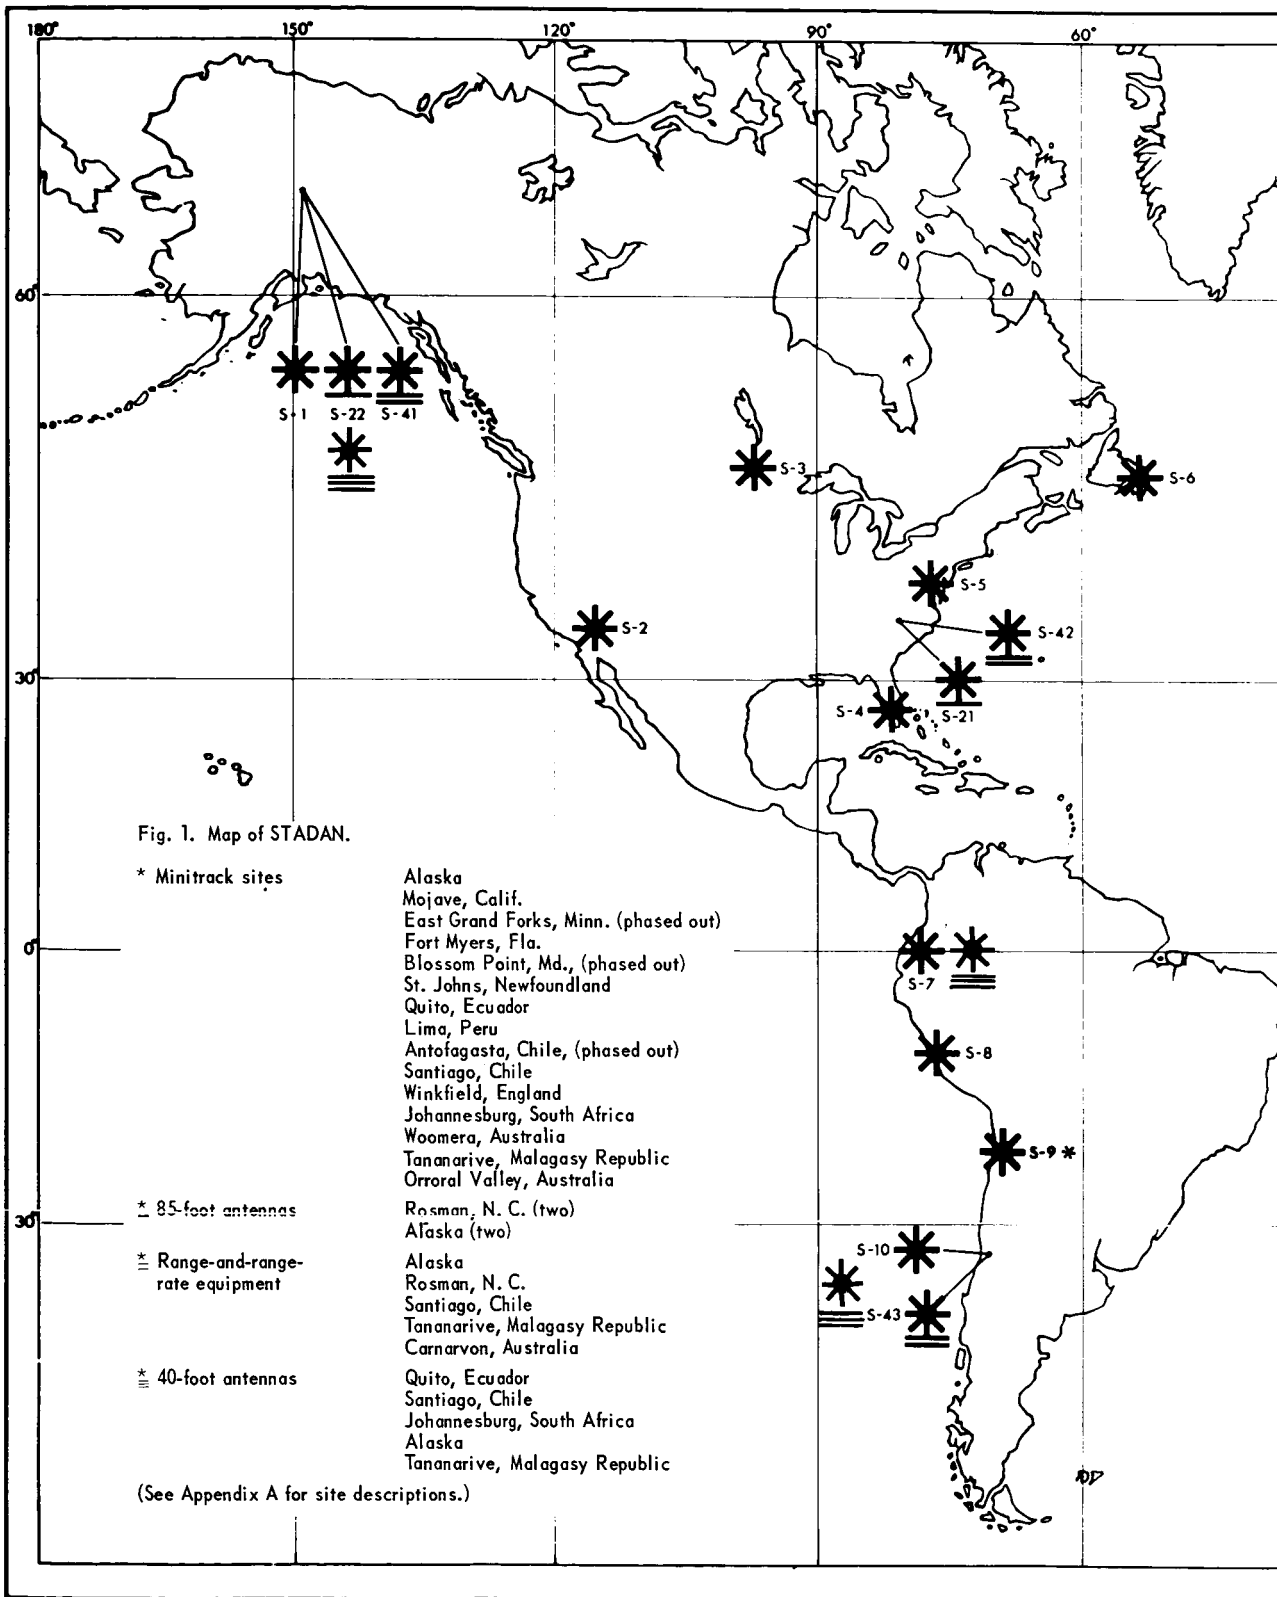 180° 150° 120° 90° 60°
60°
S-1 S-22 S-41
S-3
S-6
S-5
S-2
S-42
30°
S-4
S-21
Fig. 1. Map of STADAN.
* Minitrack sites Alaska
Mojave, Calif.
East Grand Forks, Minn. (phased out)
Fort Myers, Fla.
0°
Blossom Point, Md., (phased out)
St. Johns, Newfoundland
S-7
Quito, Ecuador
Lima, Peru
Antofagasta, Chile, (phased out)
S-8
Santiago, Chile
Winkfield, England
Johannesburg, South Africa
Woomera, Australia
S-9 *
Tananarive, Malagasy Republic
Orroral Valley, Australia
* 85-foot antennas Rosman, N. C. (two)
30°
Alaska (two)
S-10
* Range-and-range- Alaska
rate equipment Rosman, N. C.
Santiago, Chile
S-43
Tananarive, Malagasy Republic
Carnarvon, Australia
* 40-foot antennas Quito, Ecuador
Santiago, Chile
Johannesburg, South Africa
Alaska
Tananarive, Malagasy Republic
(See Appendix A for site descriptions.)